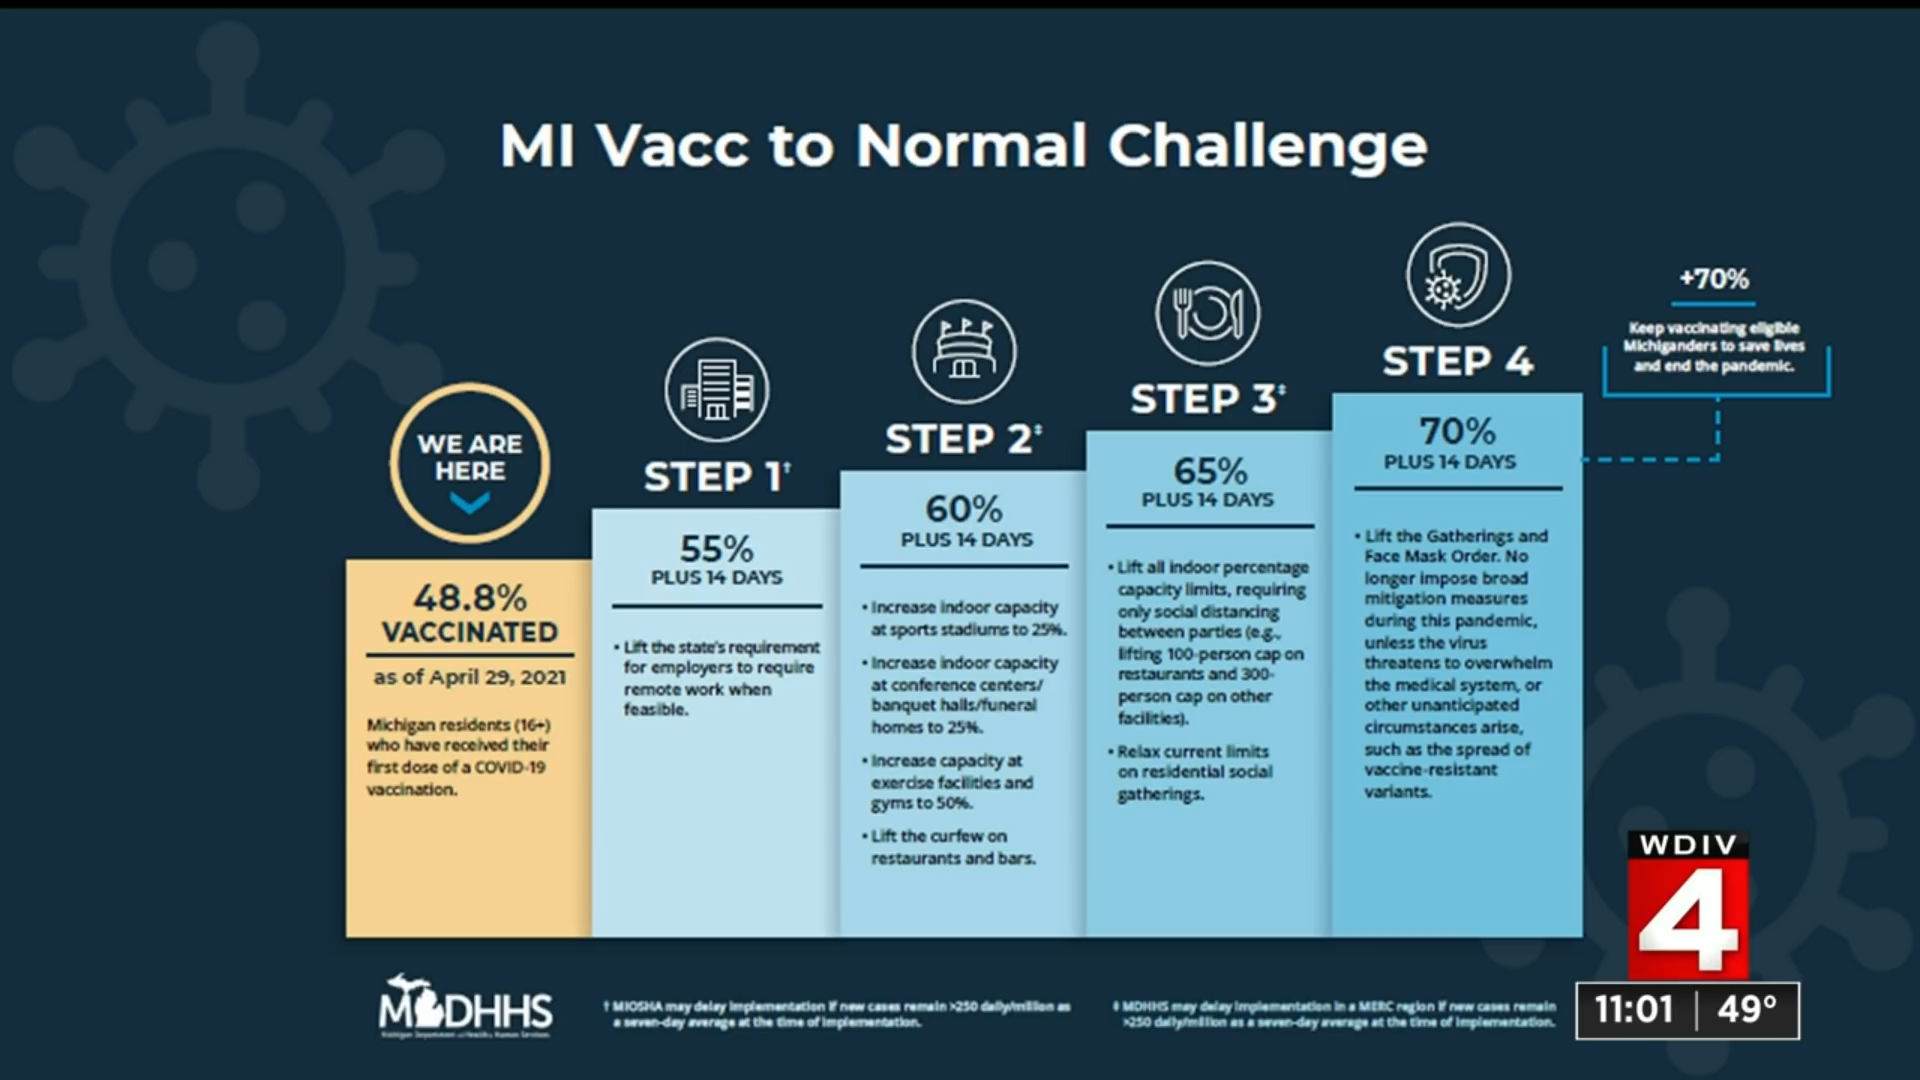 MI Vacc to Normal Challenge
WE ARE
HERE
48.8%
VACCINATED
as of April 29, 2021
Michigan residents (16+)
who have received their
first dose of a COVID-19
vaccination.
STEP 1†
55%
PLUS 14 DAYS
• Lift the state's requirement
for employers to require
remote work when
feasible.
STEP 2‡
60%
PLUS 14 DAYS
• Increase indoor capacity
at sports stadiums to 25%.
• Increase indoor capacity
at conference centers/
banquet halls/funeral
homes to 25%.
• Increase capacity at
exercise facilities and
gyms to 50%.
• Lift the curfew on
restaurants and bars.
STEP 3‡
65%
PLUS 14 DAYS
• Lift all indoor percentage
capacity limits, requiring
only social distancing
between parties (e.g.,
lifting 100-person cap on
restaurants and 300-
person cap on other
facilities).
• Relax current limits
on residential social
gatherings.
STEP 4
70%
PLUS 14 DAYS
• Lift the Gatherings and
Face Mask Order. No
longer impose broad
mitigation measures
during this pandemic,
unless the virus
threatens to overwhelm
the medical system, or
other unanticipated
circumstances arise,
such as the spread of
vaccine-resistant
variants.
+70%
Keep vaccinating eligible
Michiganders to save lives
and end the pandemic.
MDHHS
Michigan Department of Health & Human Services
† MIOSHA may delay implementation if new cases remain >250 daily/million as
a seven-day average at the time of implementation.
‡ MDHHS may delay implementation in a MERC region if new cases remain
>250 daily/million as a seven-day average at the time of implementation.
WDIV
4
11:01 49°